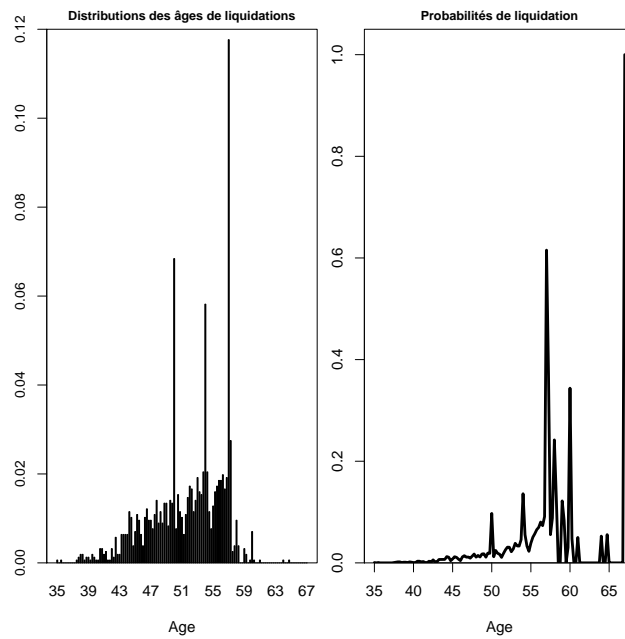 Distributions des âges de liquidations
0.00 0.02 0.04 0.06 0.08 0.10 0.12
35 39 43 47 51 55 59 63 67
Age
Probabilités de liquidation
0.0 0.2 0.4 0.6 0.8 1.0
35 40 45 50 55 60 65
Age